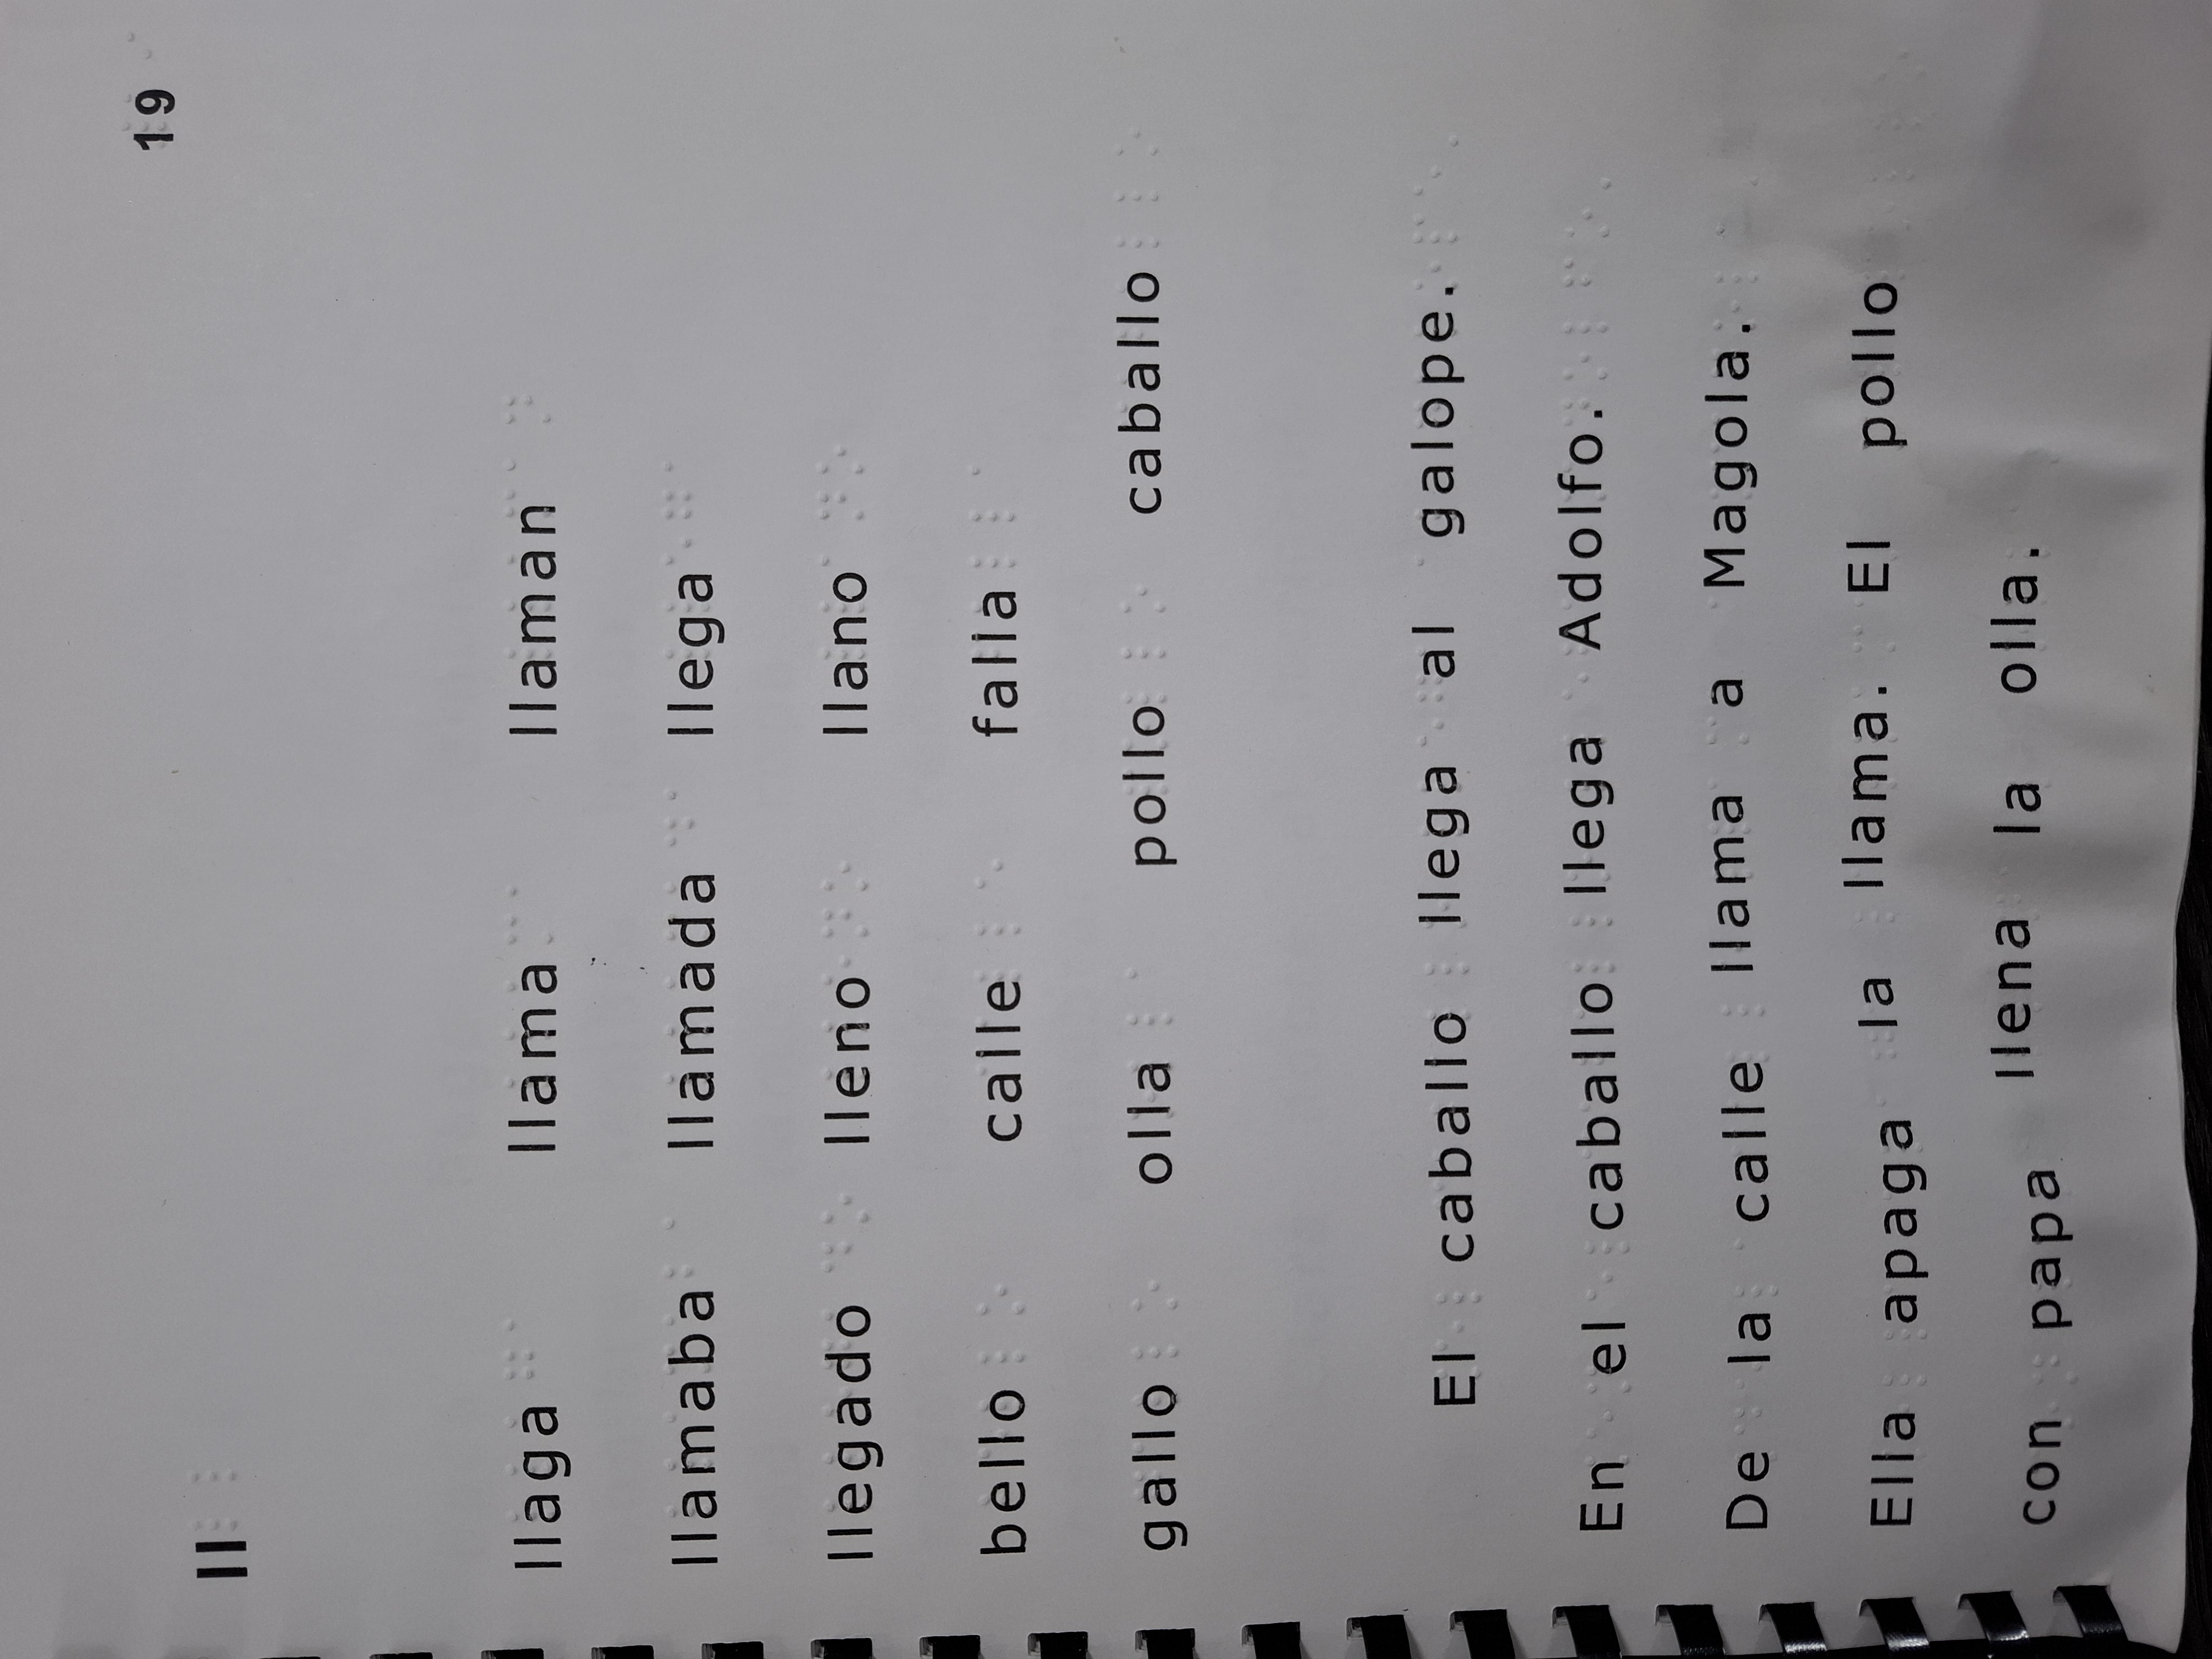 19
ll
llaga llama llaman
llamaba llamada llega
llegado lleno llano
bello calle falla
gallo olla pollo caballo
El caballo llega al galope.
En el caballo llega Adolfo.
De la calle llama a Magola.
Ella apaga la llama. El pollo
con papa llena la olla.